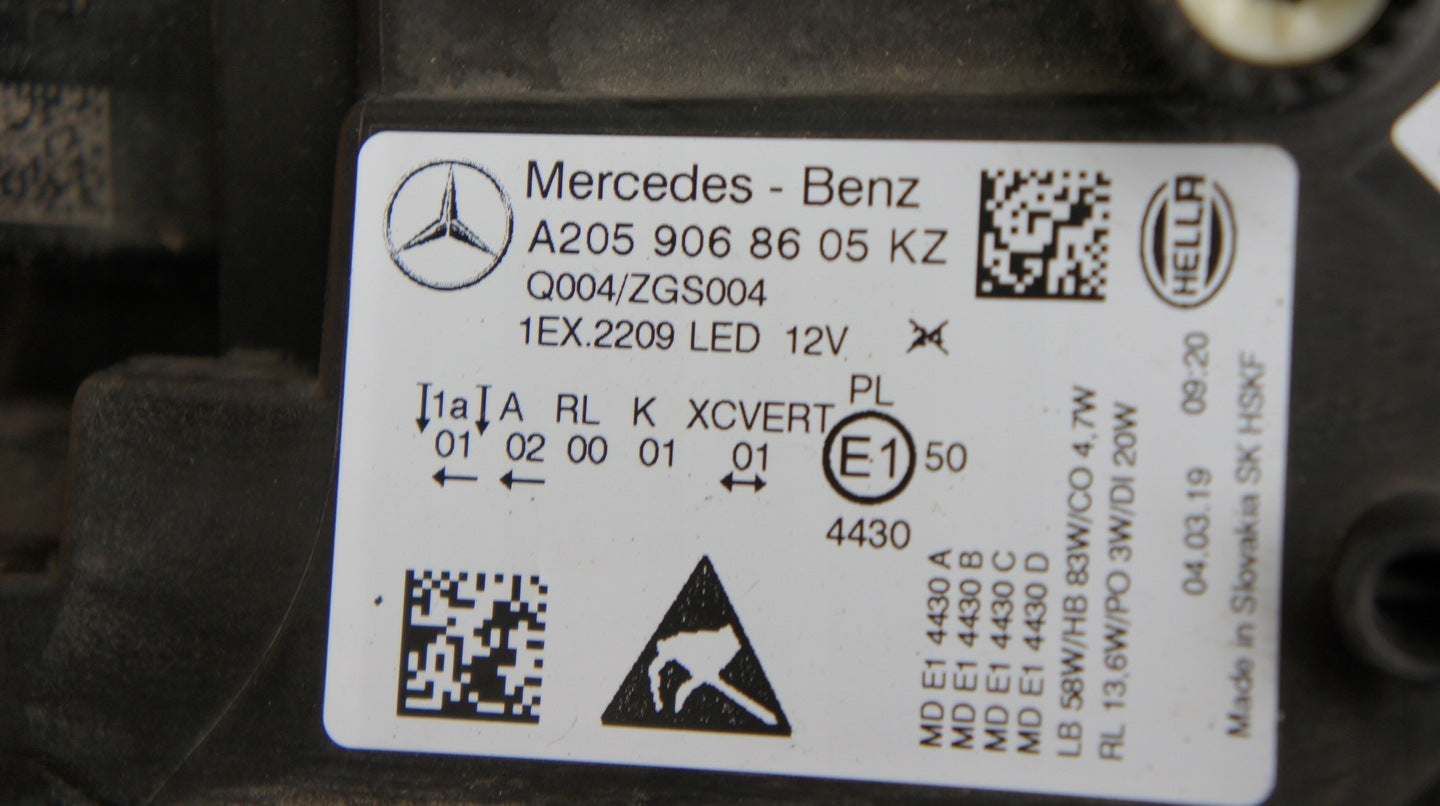 Mercedes - Benz
A205 906 86 05 KZ
Q004/ZGS004
1EX.2209 LED 12V 24
HELLA
1a A RL K XCVERT PL
01 02 00 01 01 E1 50
4430
MD E1 4430 A
MD E1 4430 B
MD E1 4430 C
MD E1 4430 D
LB 58W/HB 83W/CO 4,7W
RL 13,6W/PO 3W/DI 20W
04.03.19 09:20
Made in Slovakia SK HSKF